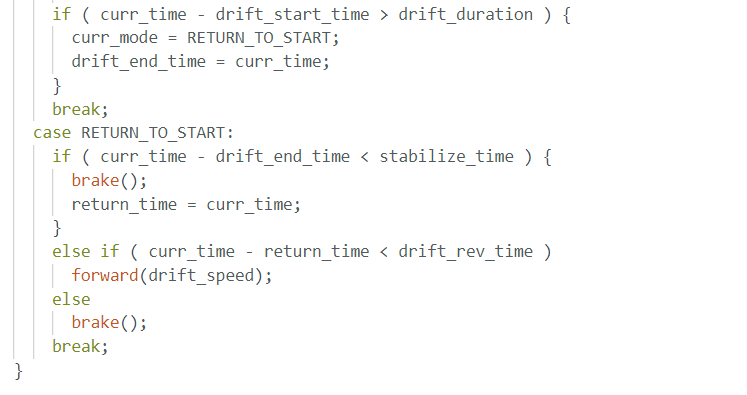 if ( curr_time - drift_start_time > drift_duration ) {
curr_mode = RETURN_TO_START;
drift_end_time = curr_time;
}
break;
case RETURN_TO_START:
if ( curr_time - drift_end_time < stabilize_time ) {
brake();
return_time = curr_time;
}
else if ( curr_time - return_time < drift_rev_time )
forward(drift_speed);
else
brake();
break;
}